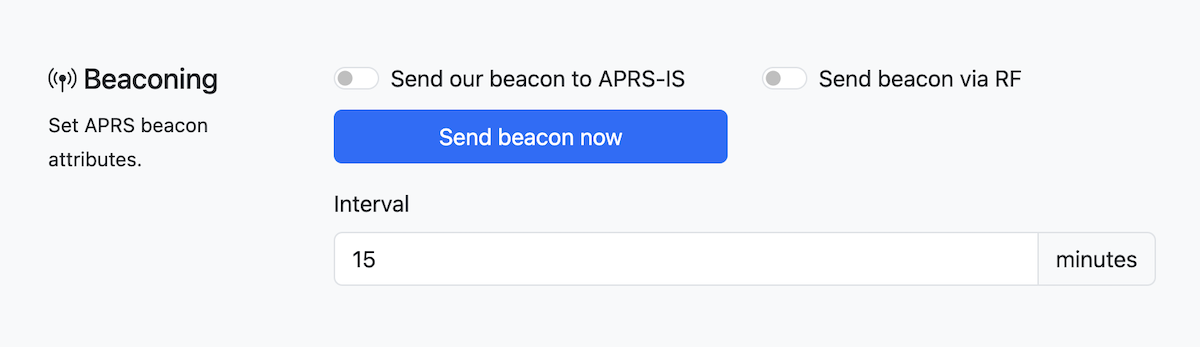 Beaconing
Set APRS beacon
attributes.
Send our beacon to APRS-IS
Send beacon via RF
Send beacon now
Interval
15
minutes